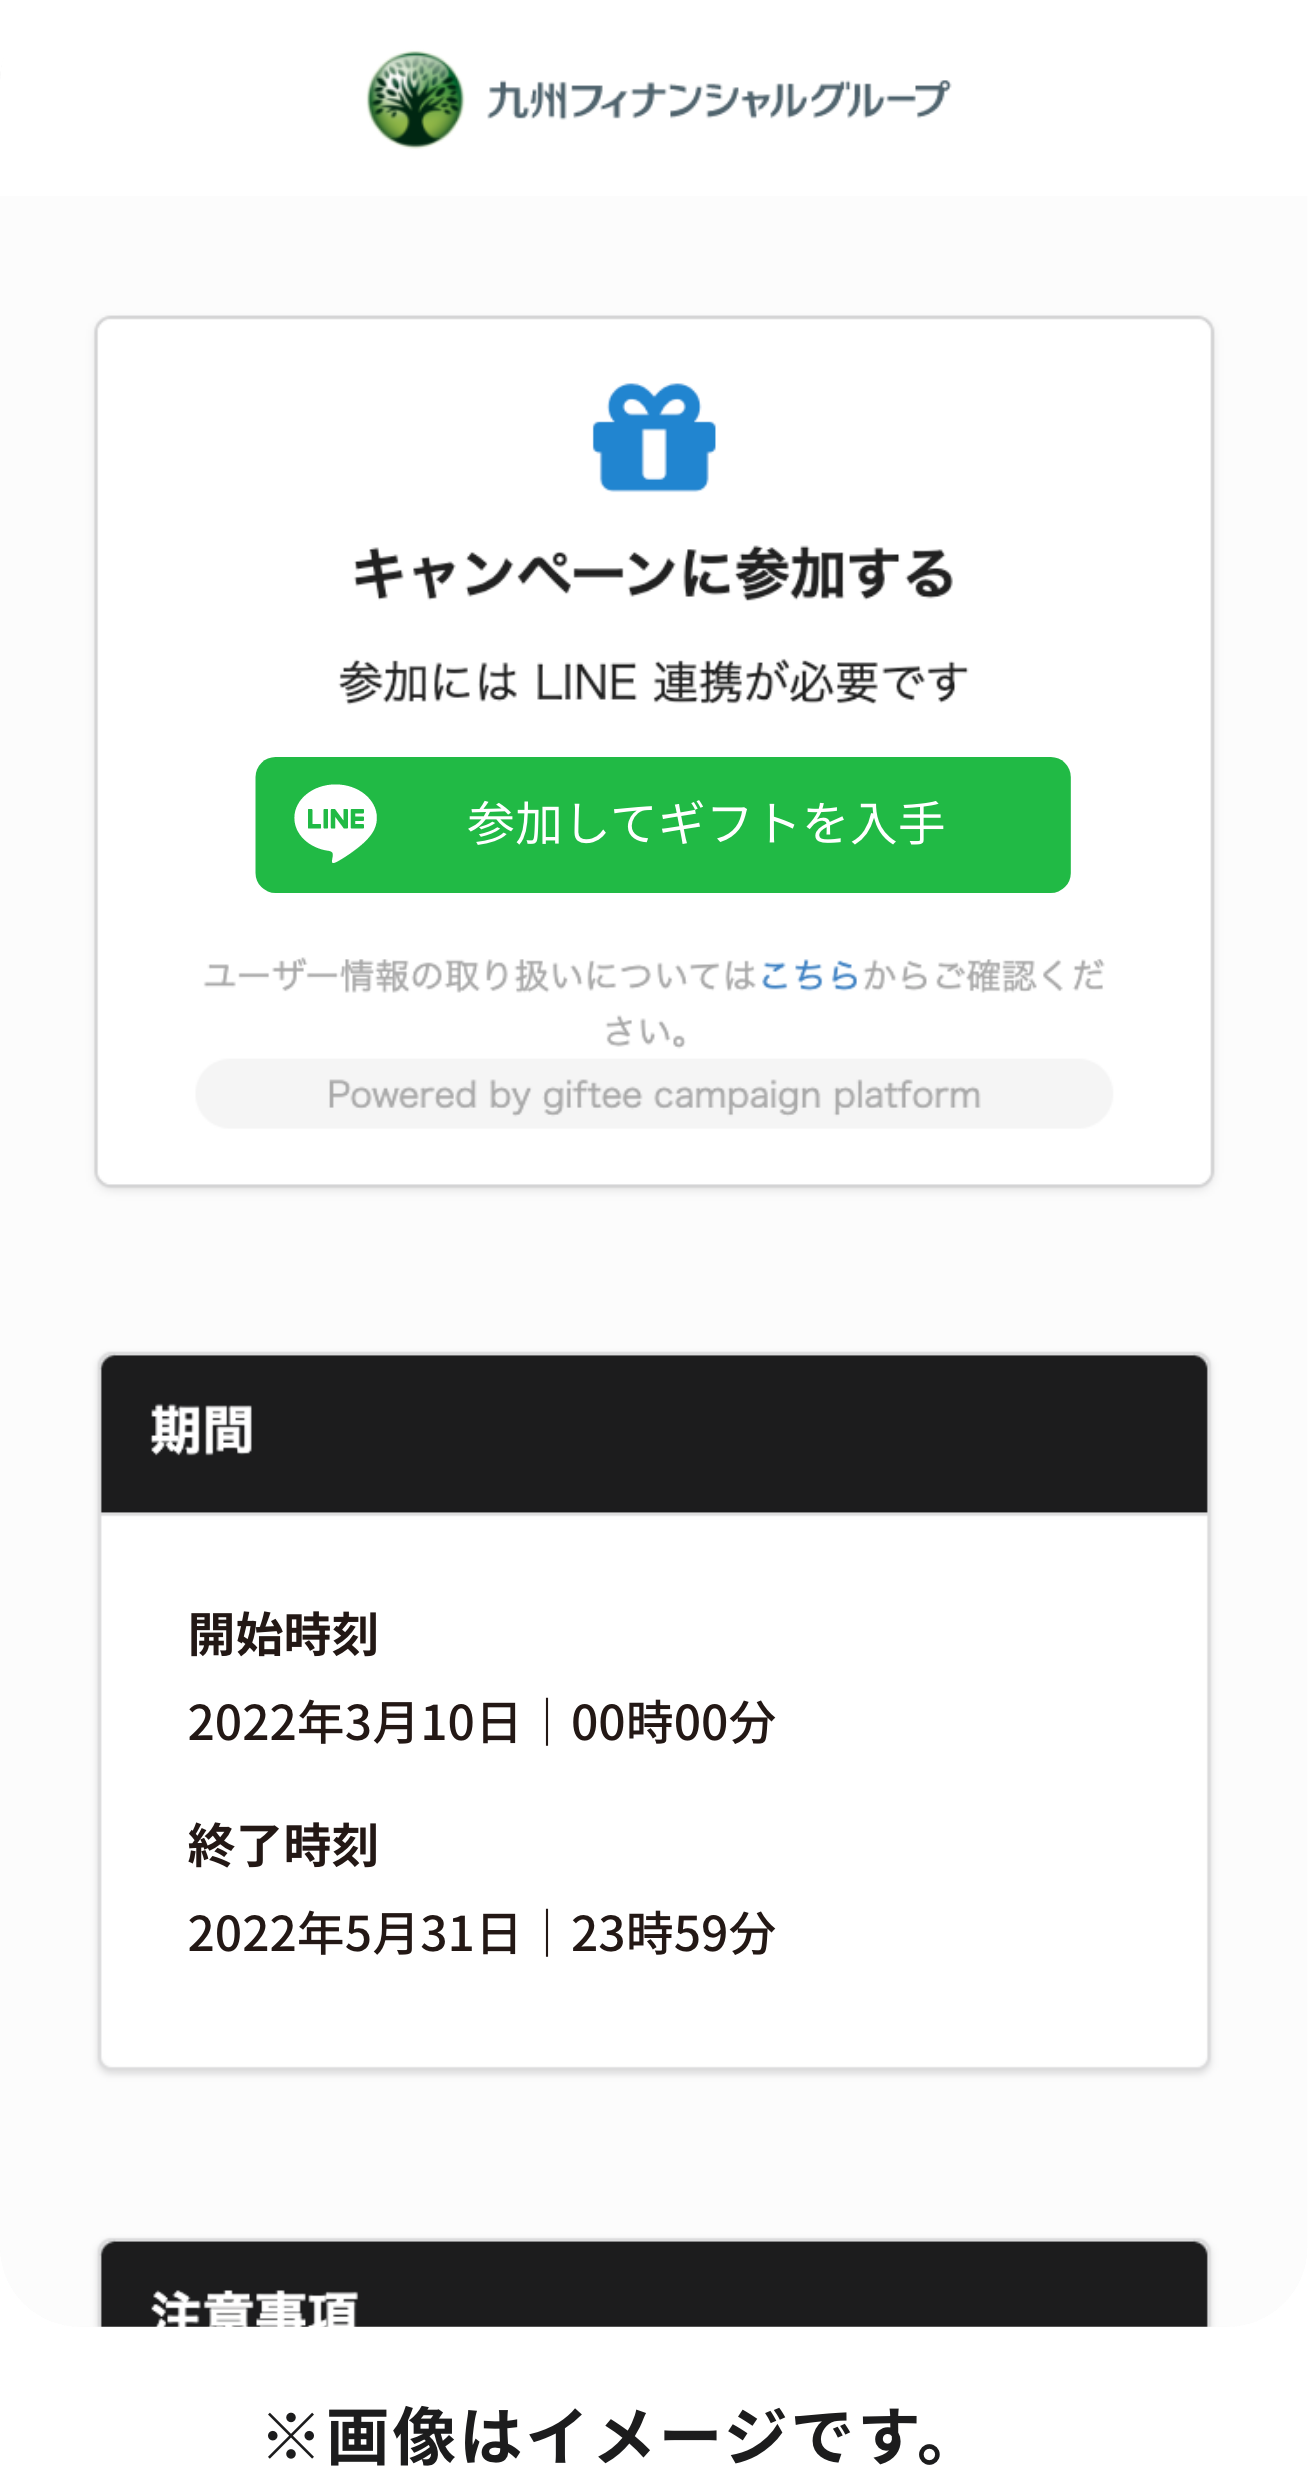 九州フィナンシャルグループ
キャンペーンに参加する
参加には LINE 連携が必要です
LINE 参加してギフトを入手
ユーザー情報の取り扱いについてはこちらからご確認くだ
さい。
Powered by giftee campaign platform
期間
開始時刻
2022年3月10日｜00時00分
終了時刻
2022年5月31日｜23時59分
注意事項
※画像はイメージです。